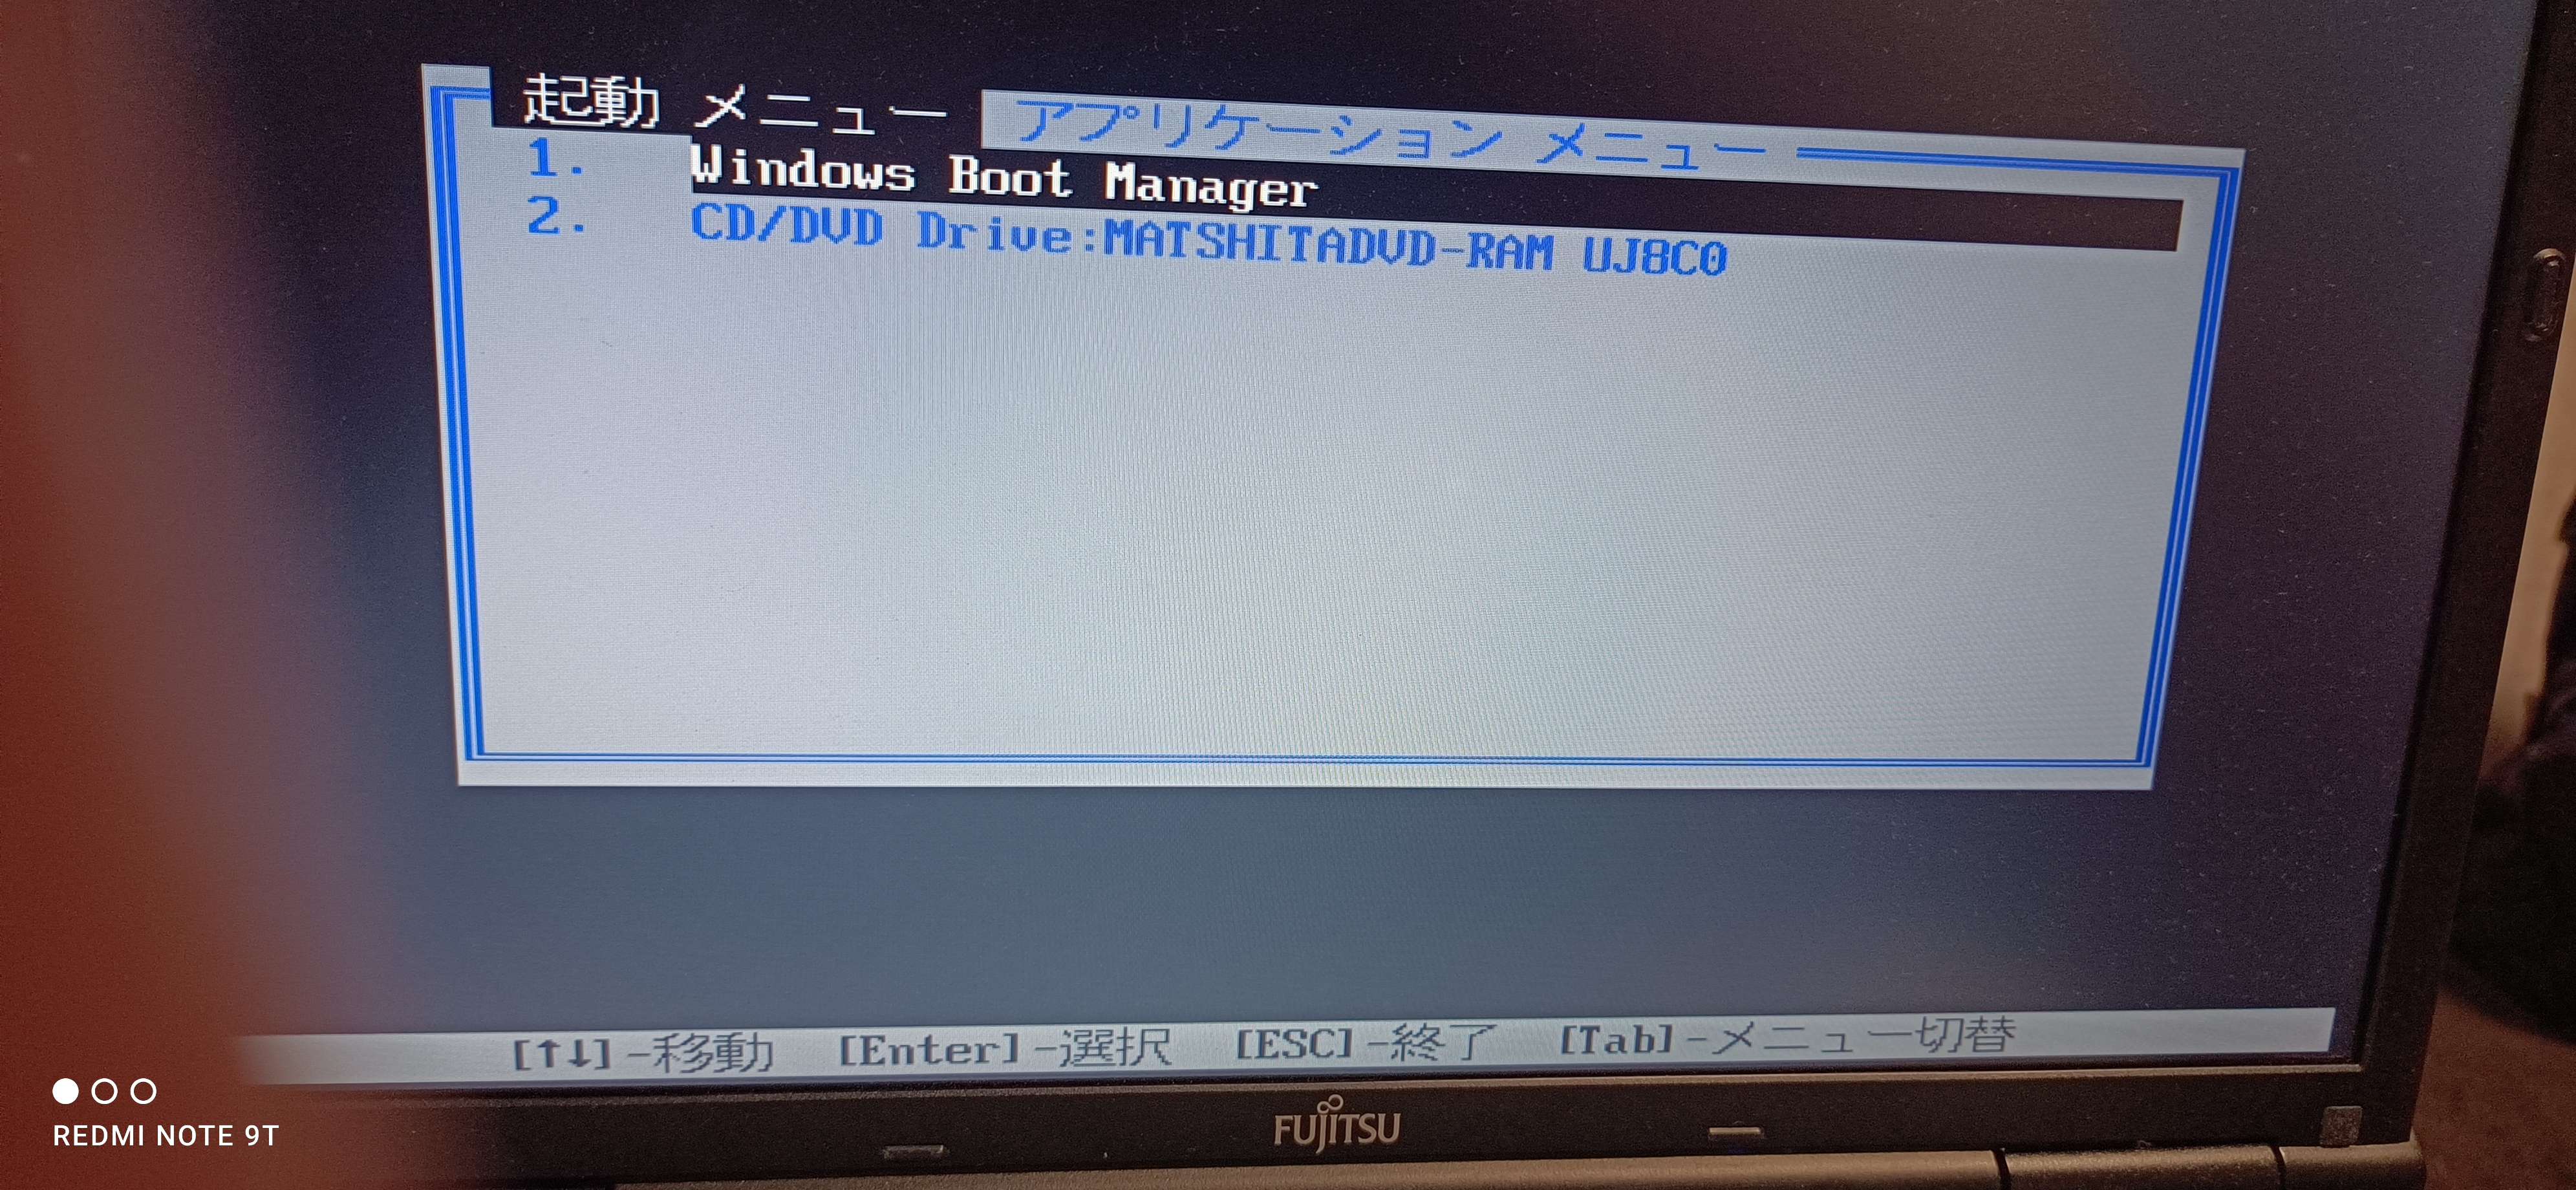 起動 メニュー アプリケーション メニュー
1. Windows Boot Manager
2. CD/DVD Drive:MATSHITADVD-RAM UJ8C0
[↑↓]-移動 [Enter]-選択 [ESC]-終了 [Tab]-メニュー切替
FUJITSU
REDMI NOTE 9T